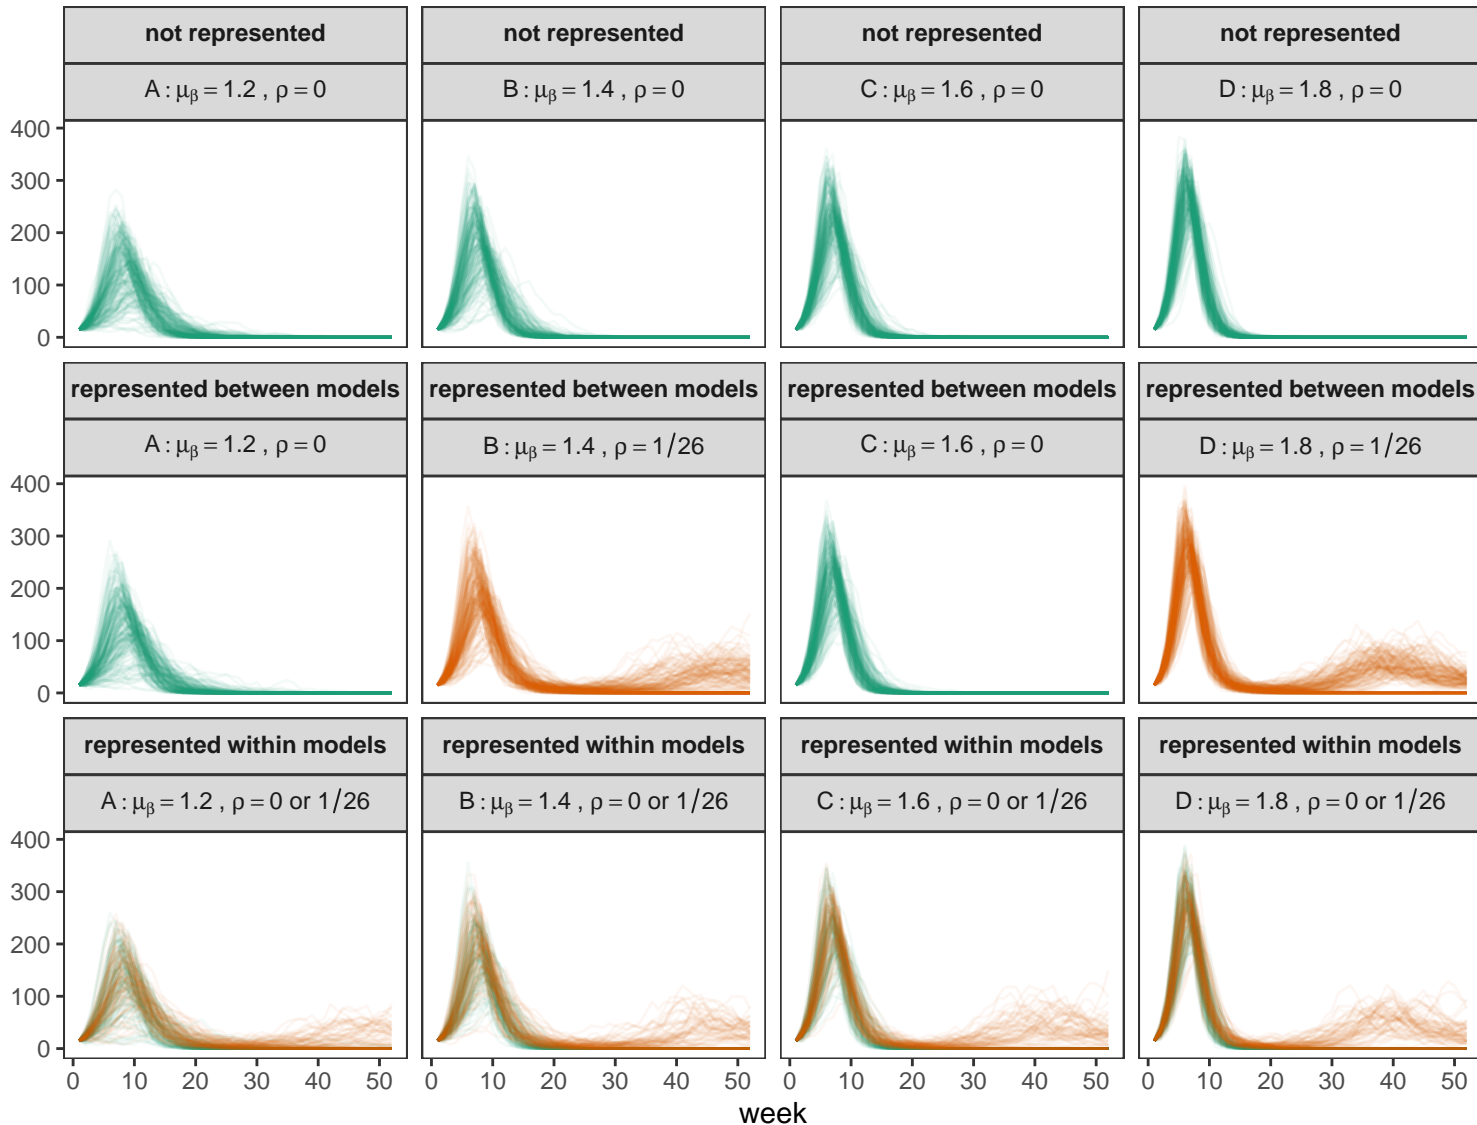 not represented not represented not represented not represented
A : μβ = 1.2 , ρ = 0 B : μβ = 1.4 , ρ = 0 C : μβ = 1.6 , ρ = 0 D : μβ = 1.8 , ρ = 0
400
300
200
100
0
represented between models represented between models represented between models represented between models
A : μβ = 1.2 , ρ = 0 B : μβ = 1.4 , ρ = 1/26 C : μβ = 1.6 , ρ = 0 D : μβ = 1.8 , ρ = 1/26
400
300
200
100
0
represented within models represented within models represented within models represented within models
A : μβ = 1.2 , ρ = 0 or 1/26 B : μβ = 1.4 , ρ = 0 or 1/26 C : μβ = 1.6 , ρ = 0 or 1/26 D : μβ = 1.8 , ρ = 0 or 1/26
400
300
200
100
0
0 10 20 30 40 50 0 10 20 30 40 50 0 10 20 30 40 50 0 10 20 30 40 50
week